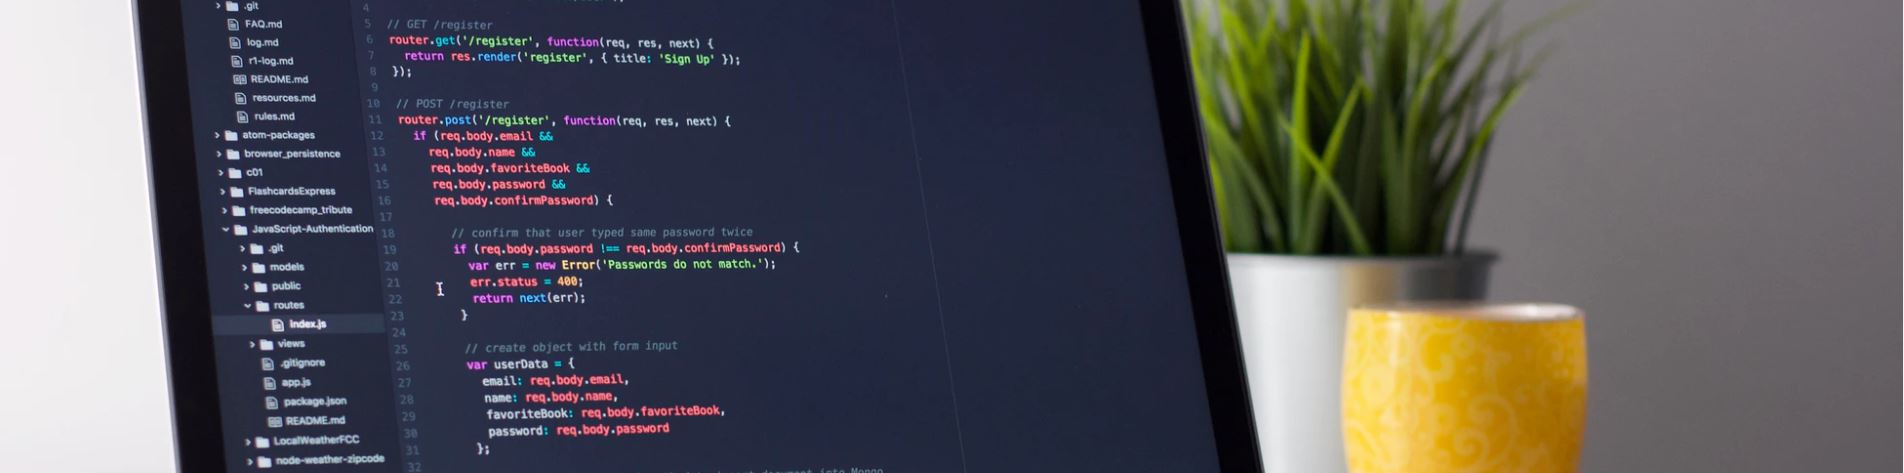 .git
FAQ.md
log.md
r1-log.md
README.md
resources.md
rules.md
atom-packages
browser_persistence
c01
FlashcardsExpress
freecodecamp_tribute
JavaScript-Authentication
.git
models
public
routes
index.js
views
.gitignore
app.js
package.json
README.md
LocalWeatherFCC
node-weather-zipcode
4
5 // GET /register
6 router.get('/register', function(req, res, next) {
7 return res.render('register', { title: 'Sign Up' });
8 });
9
10 // POST /register
11 router.post('/register', function(req, res, next) {
12 if (req.body.email &&
13 req.body.name &&
14 req.body.favoriteBook &&
15 req.body.password &&
16 req.body.confirmPassword) {
17
18 // confirm that user typed same password twice
19 if (req.body.password !== req.body.confirmPassword) {
20 var err = new Error('Passwords do not match.');
21 err.status = 400;
22 return next(err);
23 }
24
25 // create object with form input
26 var userData = {
27 email: req.body.email,
28 name: req.body.name,
29 favoriteBook: req.body.favoriteBook,
30 password: req.body.password
31 };
32 document into Mongo